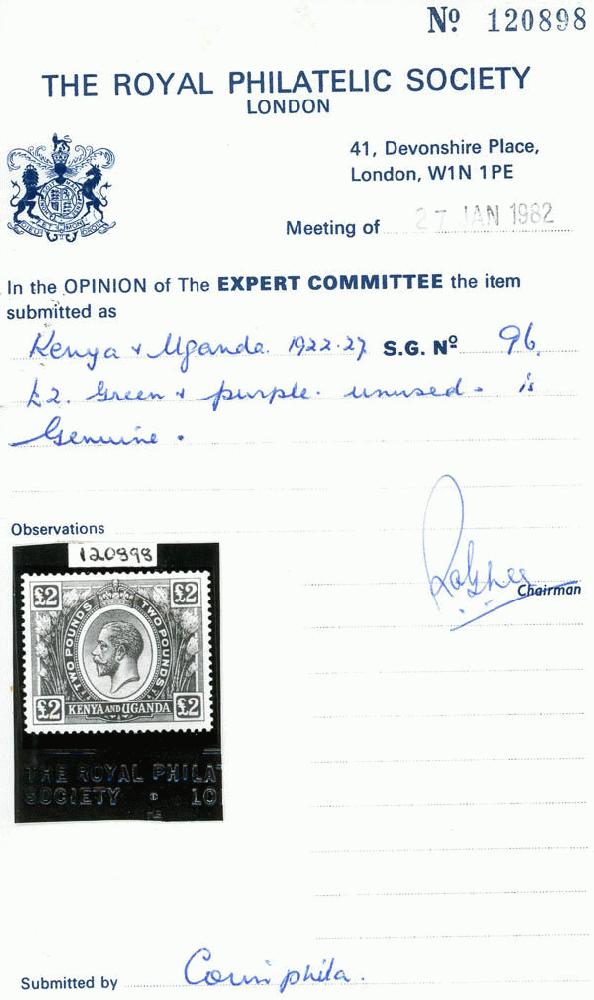 Nº 120898
THE ROYAL PHILATELIC SOCIETY
LONDON
41, Devonshire Place,
London, W1N 1PE
Meeting of 27 JAN 1982
In the OPINION of The EXPERT COMMITTEE the item
submitted as
Kenya & Uganda. 1922-27 S.G. Nº 96.
£2. Green & purple. unused - is
Genuine.
Observations
Chairman
120898
£2 £2
TWO POUNDS TWO POUNDS
£2 KENYA AND UGANDA £2
THE ROYAL PHILAT
SOCIETY • LO
Submitted by Corinphila.